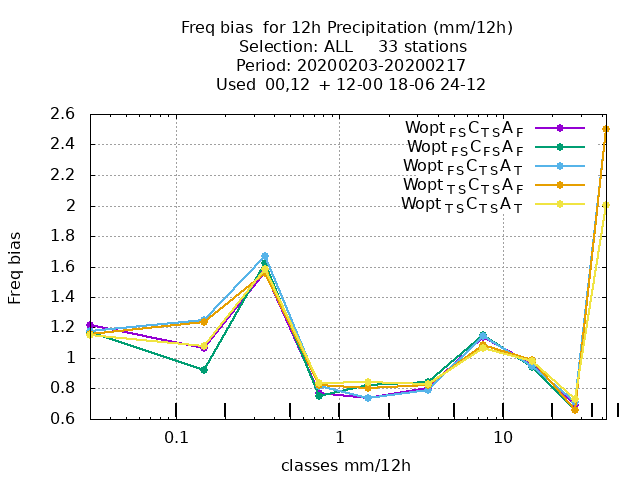 Freq bias for 12h Precipitation (mm/12h)
Selection: ALL 33 stations
Period: 20200203-20200217
Used 00,12 + 12-00 18-06 24-12
2.6
2.4
2.2
2
1.8
1.6
1.4
1.2
1
0.8
0.6
Freq bias
Wopt FS C TS A F
Wopt FS C FS A F
Wopt FS C TS A T
Wopt TS C TS A F
Wopt TS C TS A T
0.1 1 10
classes mm/12h